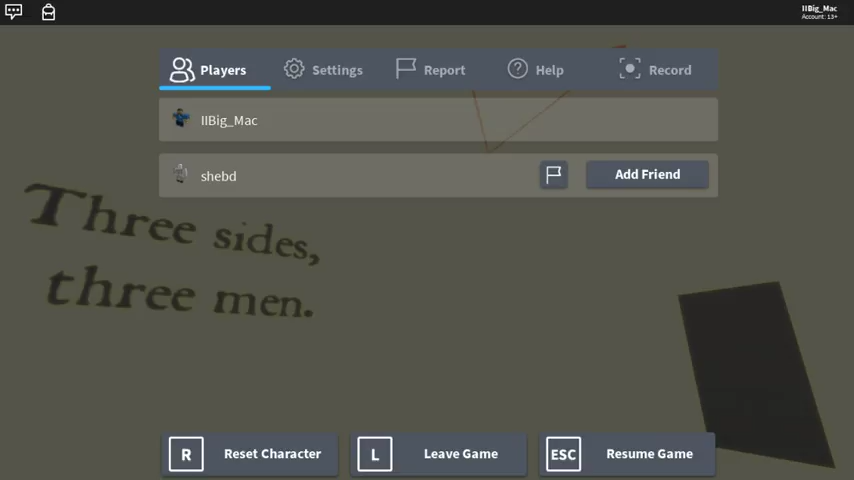 IIBig_Mac
Account: 13+
Players
Settings
Report
Help
Record
IIBig_Mac
shebd
Add Friend
Three sides,
three men.
R
Reset Character
L
Leave Game
ESC
Resume Game